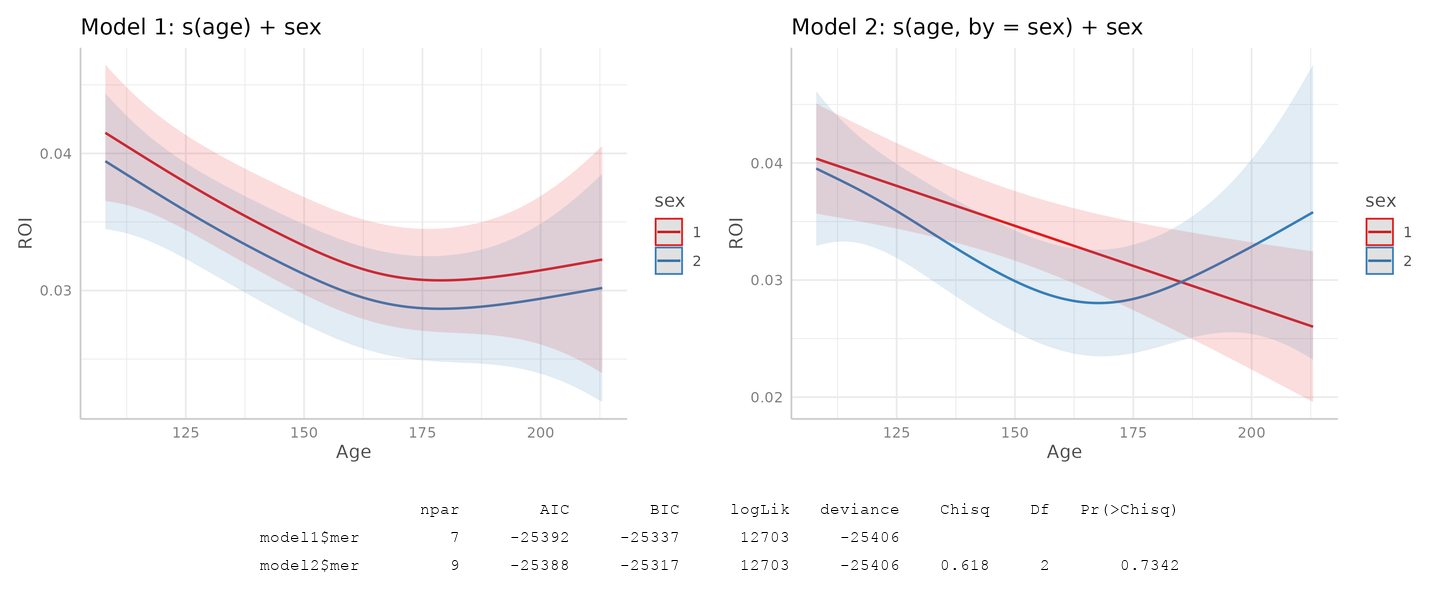 Model 1: s(age) + sex
ROI
0.04
0.03
125 150 175 200
Age
sex
1
2
Model 2: s(age, by = sex) + sex
ROI
0.04
0.03
0.02
125 150 175 200
Age
sex
1
2
npar AIC BIC logLik deviance Chisq Df Pr(>Chisq)
model1$mer 7 -25392 -25337 12703 -25406
model2$mer 9 -25388 -25317 12703 -25406 0.618 2 0.7342